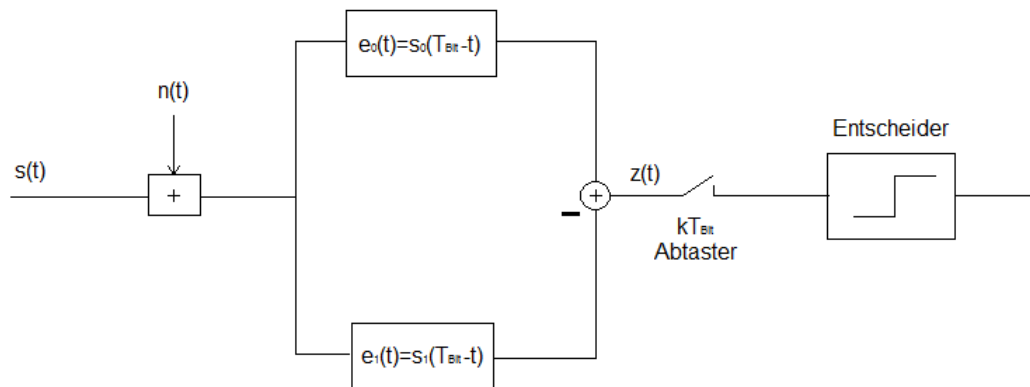 e₀(t)=s₀(T_Bit-t)
n(t)
Entscheider
s(t)
+
+
z(t)
−
kT_Bit
Abtaster
e₁(t)=s₁(T_Bit-t)